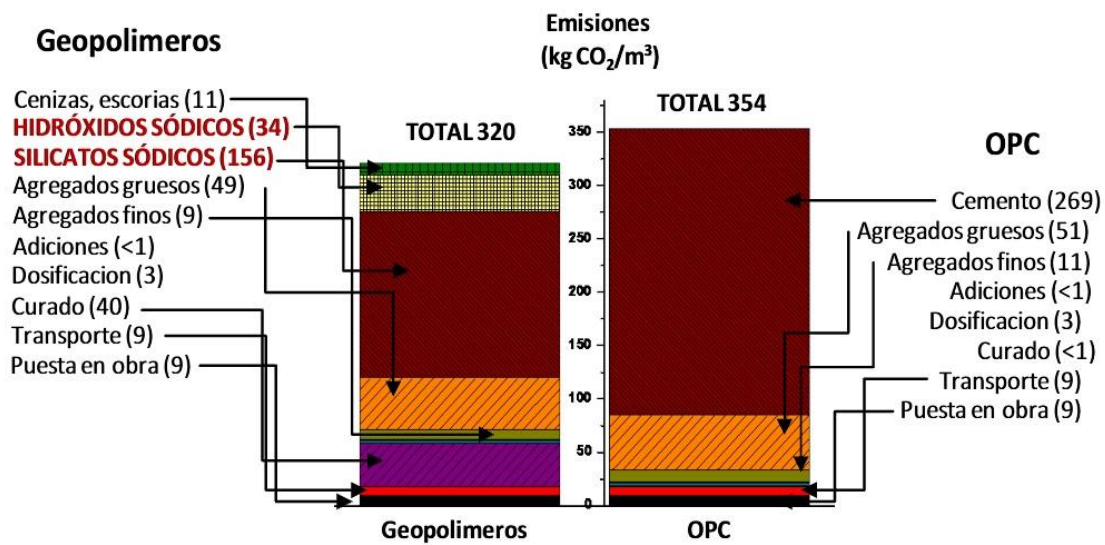 Geopolimeros
Cenizas, escorias (11)
HIDRÓXIDOS SÓDICOS (34)
SILICATOS SÓDICOS (156)
Agregados gruesos (49)
Agregados finos (9)
Adiciones (<1)
Dosificacion (3)
Curado (40)
Transporte (9)
Puesta en obra (9)
Emisiones
(kg CO₂/m³)
TOTAL 320
TOTAL 354
350
300
250
200
150
100
50
0
Geopolimeros
OPC
OPC
Cemento (269)
Agregados gruesos (51)
Agregados finos (11)
Adiciones (<1)
Dosificacion (3)
Curado (<1)
Transporte (9)
Puesta en obra (9)